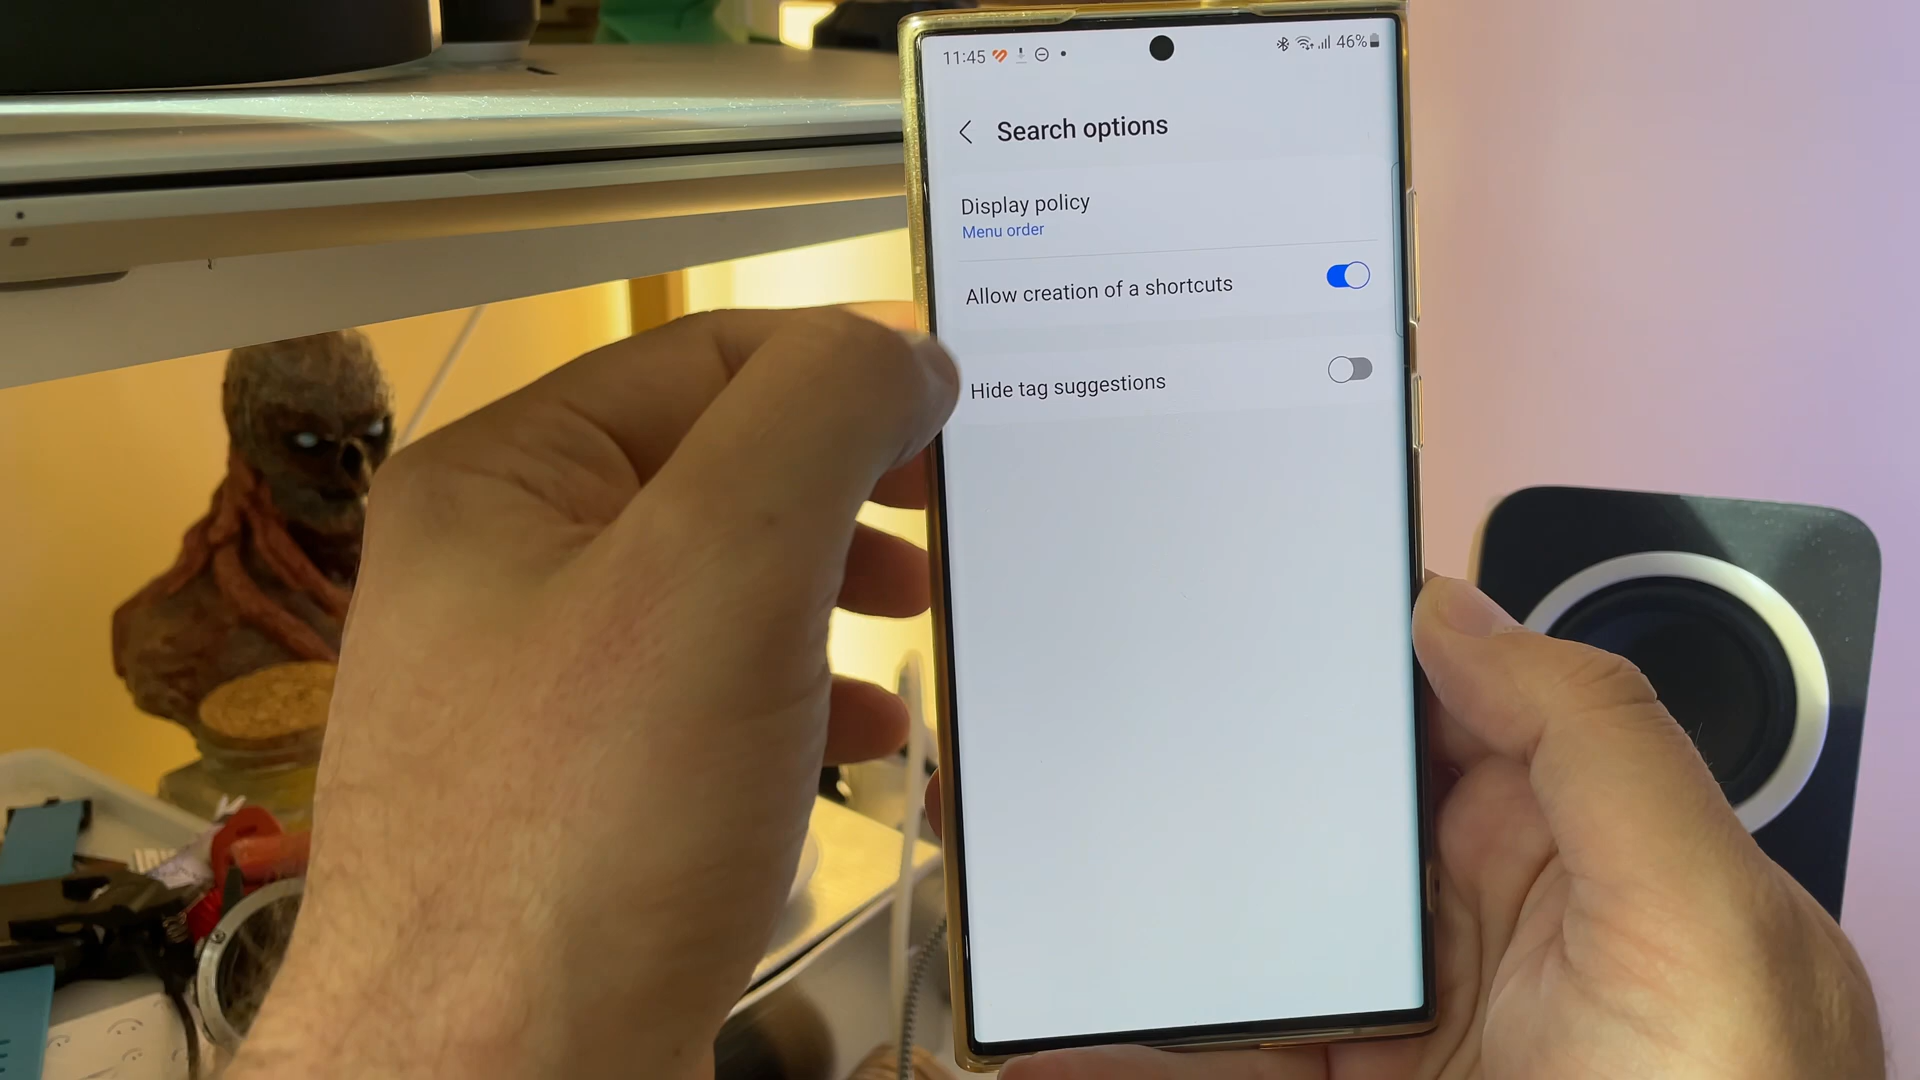 11:45 46%
Search options
Display policy
Menu order
Allow creation of a shortcuts
Hide tag suggestions